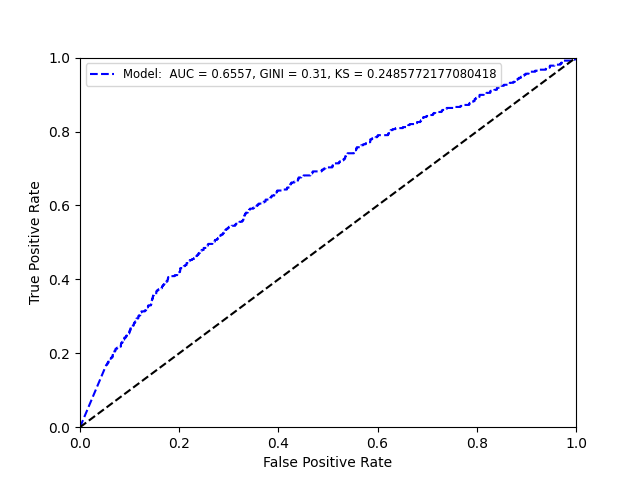 Model:  AUC = 0.6557, GINI = 0.31, KS = 0.2485772177080418
1.0
0.8
0.6
0.4
0.2
0.0
True Positive Rate
0.0 0.2 0.4 0.6 0.8 1.0
False Positive Rate